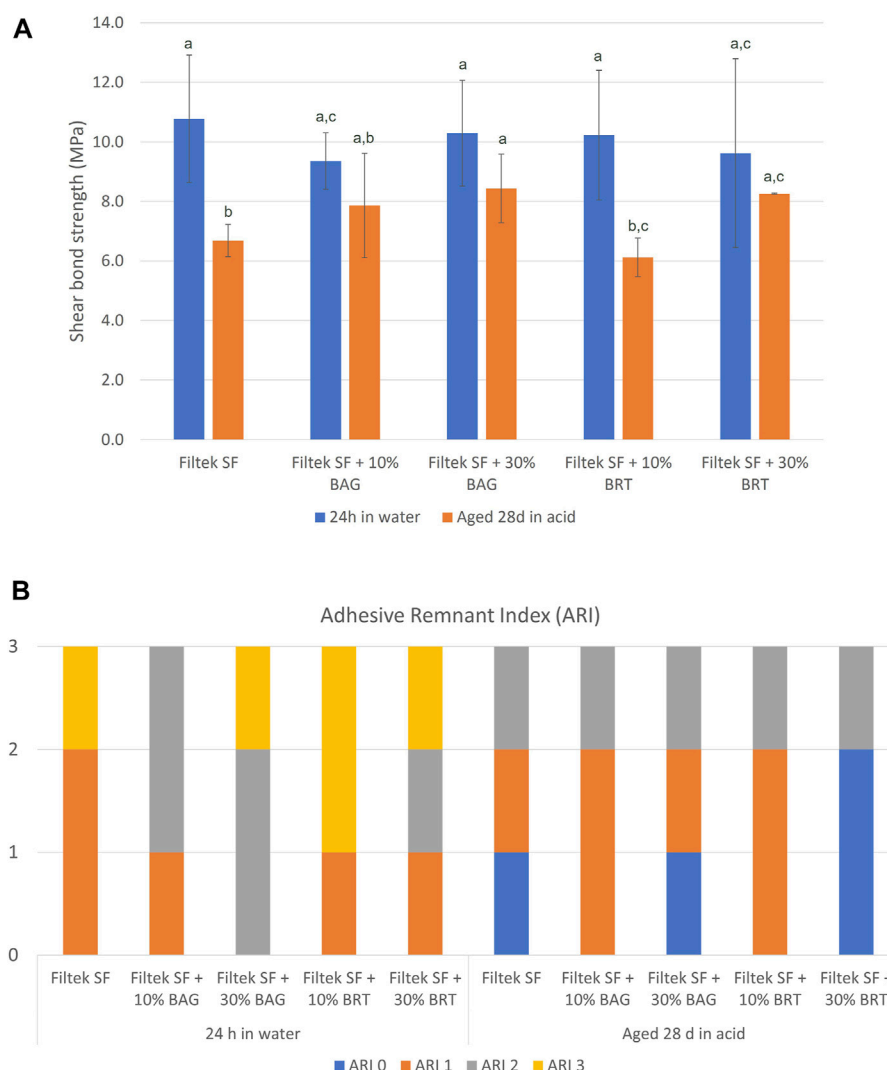 A
14.0
12.0
10.0
8.0
6.0
4.0
2.0
0.0
Shear bond strength (MPa)
a
b
a,c
a,b
a
a
a
b,c
a,c
a,c
Filtek SF
Filtek SF + 10%
BAG
Filtek SF + 30%
BAG
Filtek SF + 10%
BRT
Filtek SF + 30%
BRT
24h in water
Aged 28d in acid
B
Adhesive Remnant Index (ARI)
3
2
1
0
Filtek SF
Filtek SF +
10% BAG
Filtek SF +
30% BAG
Filtek SF +
10% BRT
Filtek SF +
30% BRT
Filtek SF
Filtek SF +
10% BAG
Filtek SF +
30% BAG
Filtek SF +
10% BRT
Filtek SF +
30% BRT
24 h in water
Aged 28 d in acid
ARI 0
ARI 1
ARI 2
ARI 3